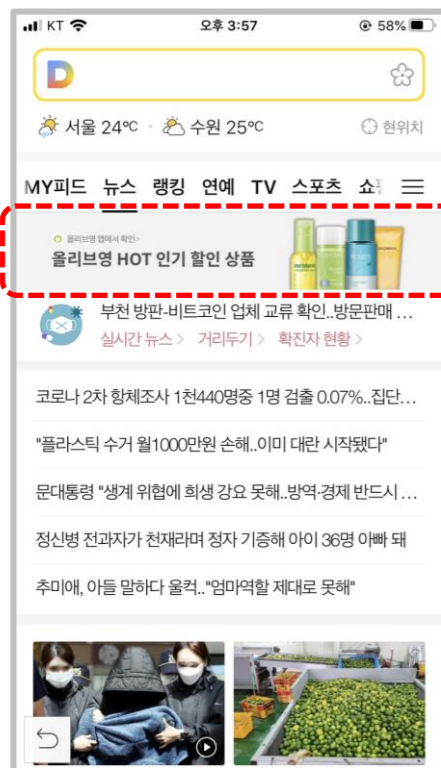 KT 오후 3:57 58%
D
서울 24°C · 수원 25°C 현위치
MY피드 뉴스 랭킹 연예 TV 스포츠
올리브영 앱에서 확인>
올리브영 HOT 인기 할인 상품
부천 방판-비트코인 업체 교류 확인..방문판매 ...
실시간 뉴스 > 거리두기 > 확진자 현황 >
코로나 2차 항체조사 1천440명중 1명 검출 0.07%..집단...
"플라스틱 수거 월1000만원 손해..이미 대란 시작됐다"
문대통령 "생계 위협에 희생 강요 못해..방역·경제 반드시 ...
정신병 전과자가 천재라며 정자 기증해 아이 36명 아빠 돼
추미애, 아들 말하다 울컥.."엄마역할 제대로 못해"